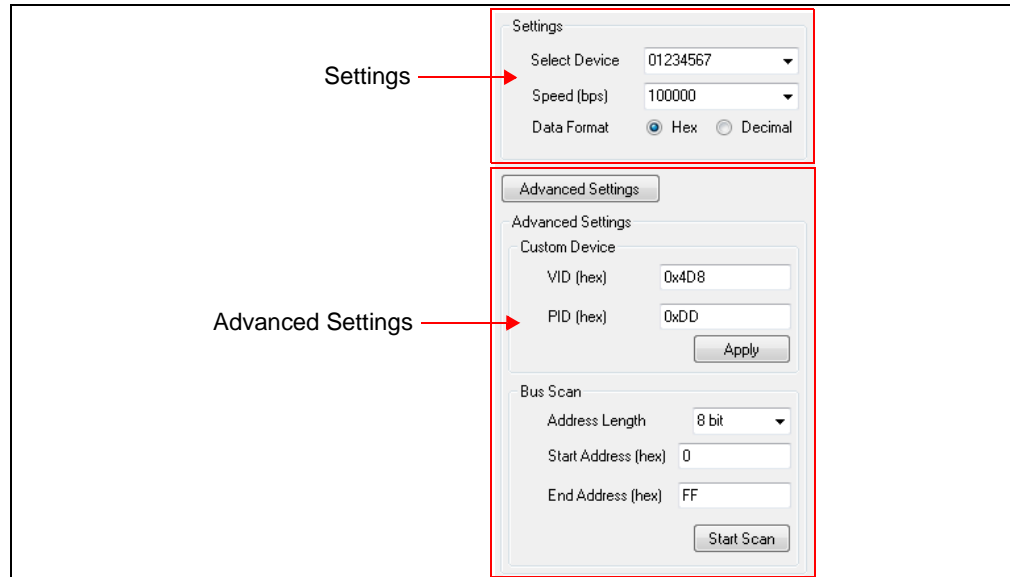 Settings
Settings
Select Device 01234567
Speed (bps) 100000
Data Format Hex Decimal
Advanced Settings
Advanced Settings
Advanced Settings
Custom Device
VID (hex) 0x4D8
PID (hex) 0xDD
Apply
Bus Scan
Address Length 8 bit
Start Address (hex) 0
End Address (hex) FF
Start Scan